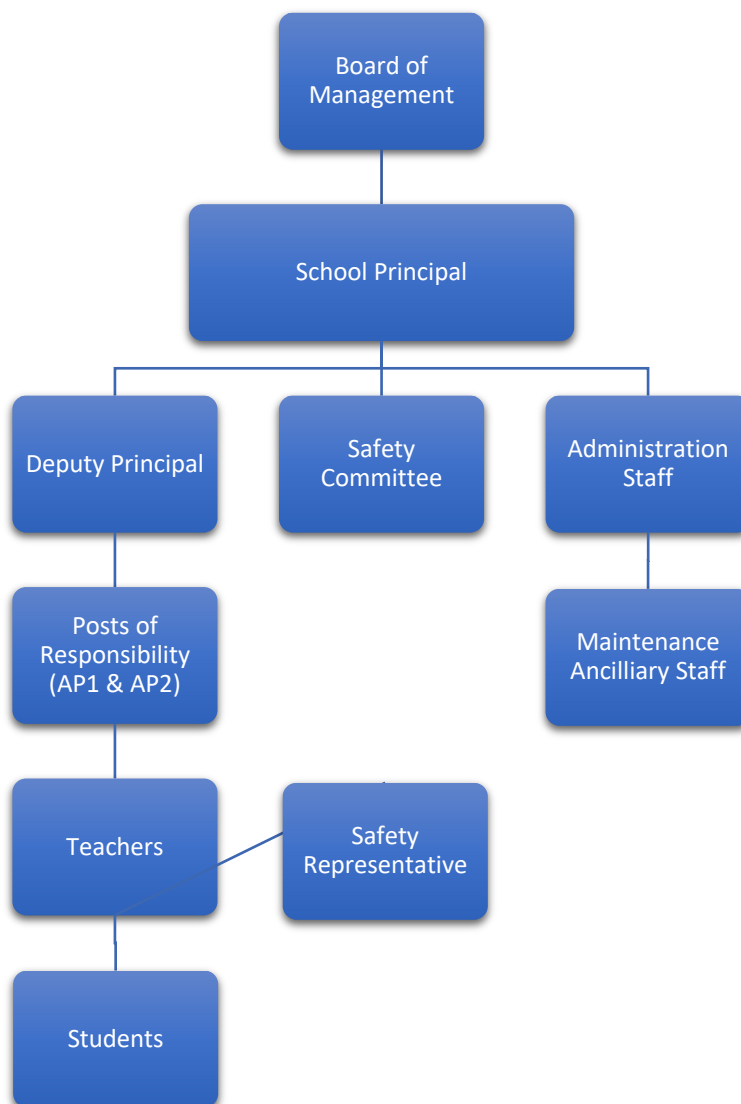 Board of
Management
School Principal
Deputy Principal
Safety
Committee
Administration
Staff
Posts of
Responsibility
(AP1 & AP2)
Maintenance
Ancilliary Staff
Teachers
Safety
Representative
Students